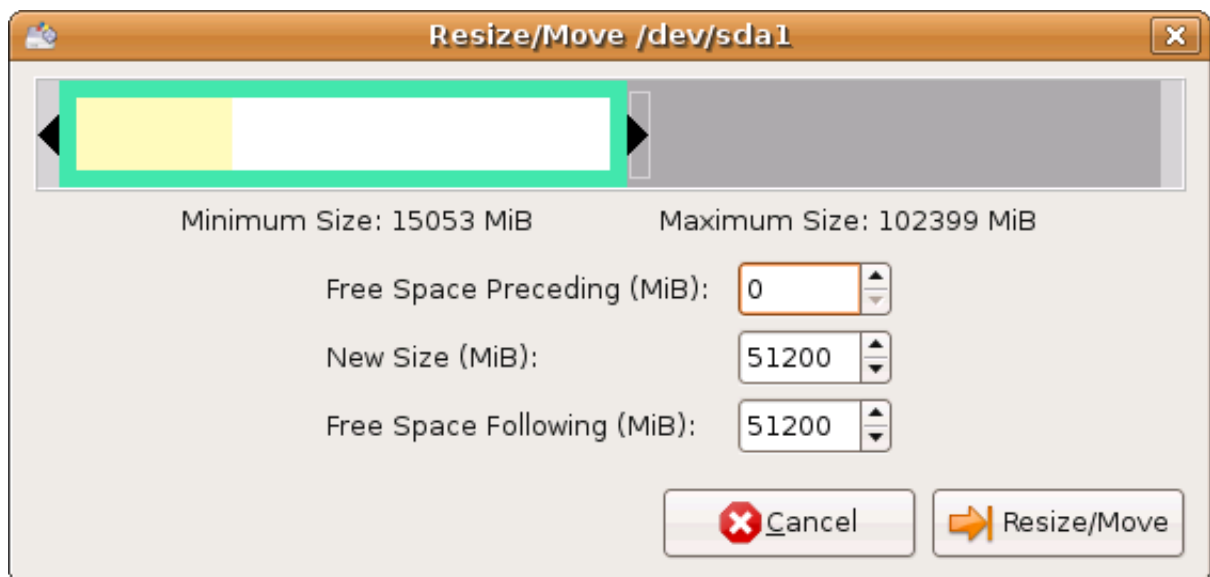 Resize/Move /dev/sda1
Minimum Size: 15053 MiB Maximum Size: 102399 MiB
Free Space Preceding (MiB): 0
New Size (MiB): 51200
Free Space Following (MiB): 51200
Cancel Resize/Move